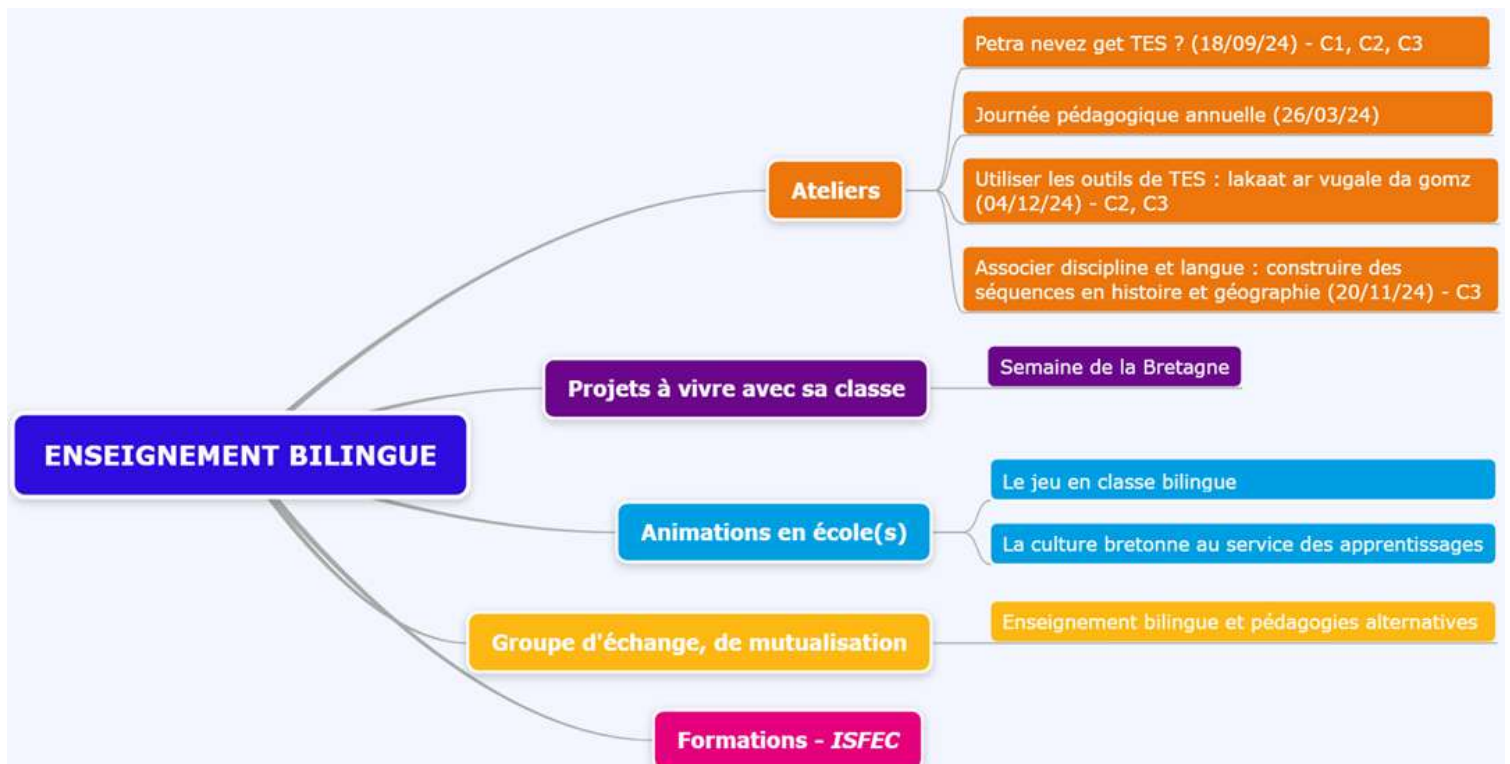 ENSEIGNEMENT BILINGUE
Ateliers
Petra nevez get TES ? (18/09/24) - C1, C2, C3
Journée pédagogique annuelle (26/03/24)
Utiliser les outils de TES : lakaat ar vugale da gomz
(04/12/24) - C2, C3
Associer discipline et langue : construire des
séquences en histoire et géographie (20/11/24) - C3
Projets à vivre avec sa classe
Semaine de la Bretagne
Animations en école(s)
Le jeu en classe bilingue
La culture bretonne au service des apprentissages
Groupe d'échange, de mutualisation
Enseignement bilingue et pédagogies alternatives
Formations - ISFEC